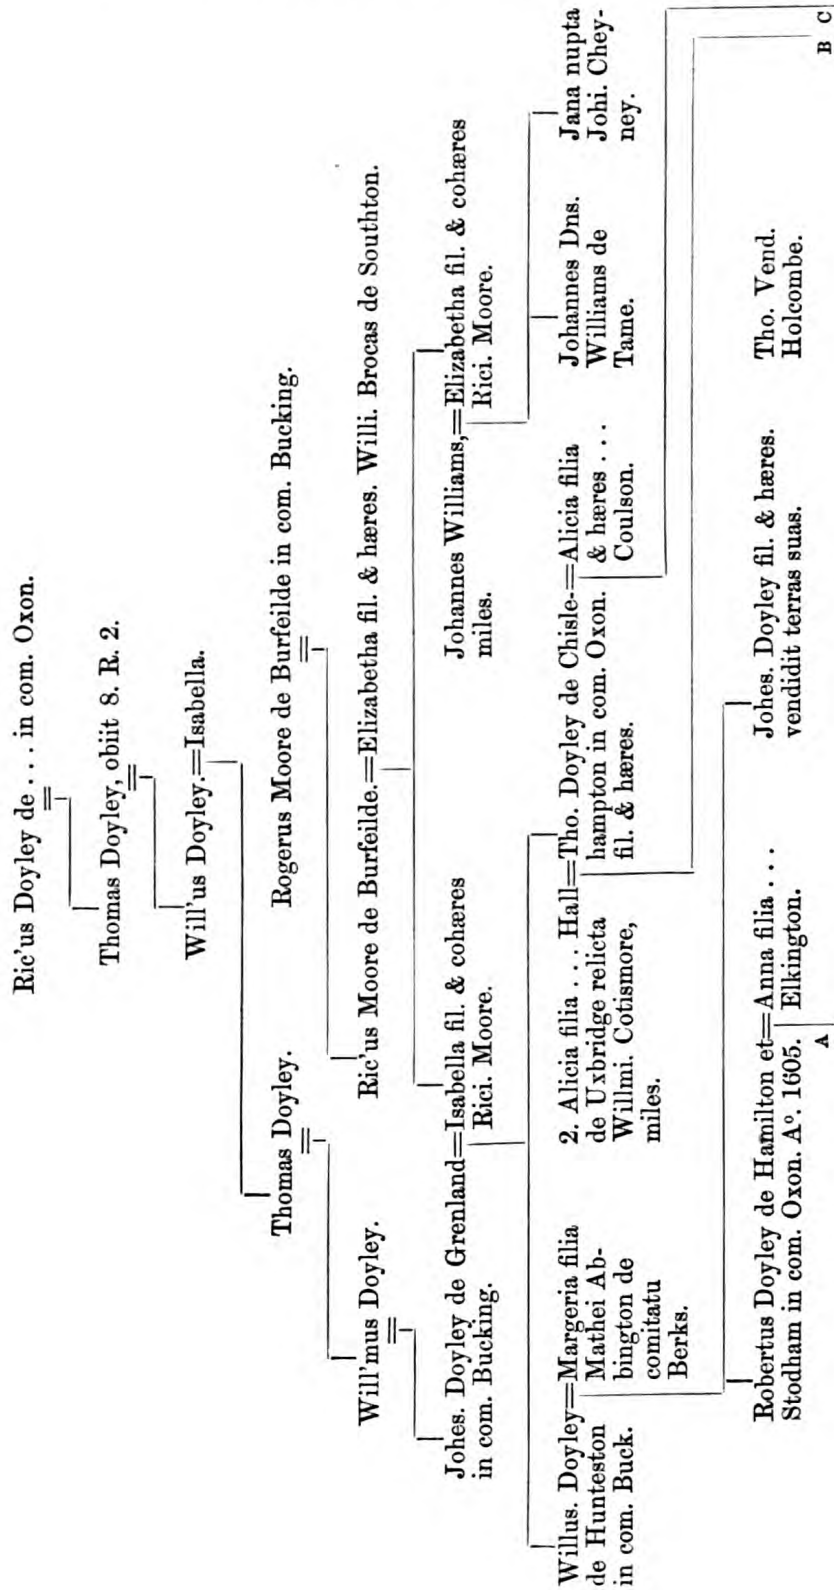 Ric'us Doyley de . . . in com. Oxon.
Thomas Doyley, obiit 8. R. 2.
Will'us Doyley.=Isabella.
Thomas Doyley.
Rogerus Moore de Burfeilde in com. Bucking.
Will'mus Doyley.
Ric'us Moore de Burfeilde.=Elizabetha fil. & hæres. Willi. Brocas de Southton.
Johes. Doyley de Grenland=Isabella fil. & cohæres
in com. Bucking.
Rici. Moore.
Johannes Williams,=Elizabetha fil. & cohæres
miles.
Rici. Moore.
Willus. Doyley=Margeria filia
de Hunteston
in com. Buck.
Mathei Ab-
bington de
comitatu
Berks.
2. Alicia filia . . . Hall=Tho. Doyley de Chisle-=Alicia filia
de Uxbridge relicta
Willmi. Cotismore,
miles.
hampton in com. Oxon.
fil. & hæres.
& hæres . . .
Coulson.
Johannes Dns.
Williams de
Tame.
Jana nupta
Johi. Chey-
ney.
Robertus Doyley de Hamilton et=Anna filia . . .
Stodham in com. Oxon. Aº. 1605.
Elkington.
Johes. Doyley fil. & hæres.
vendidit terras suas.
Tho. Vend.
Holcombe.
A
B C